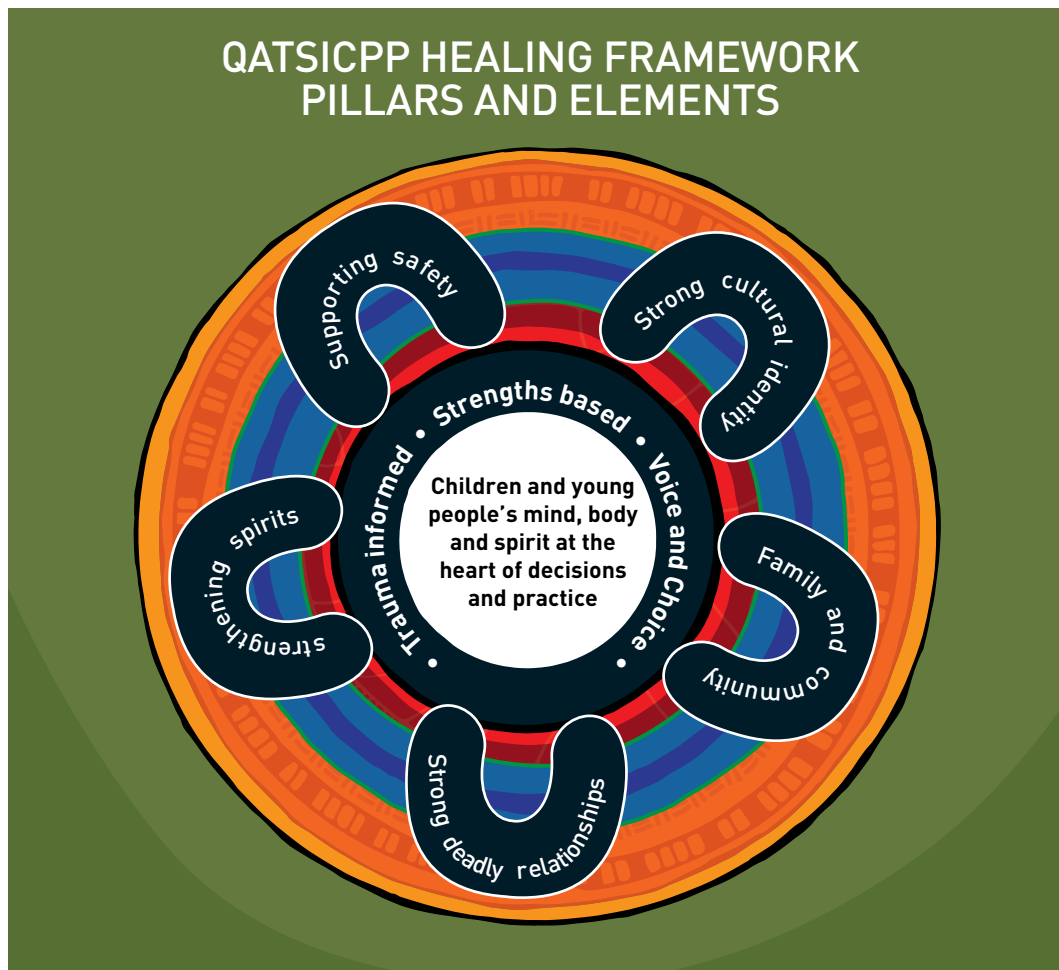 QATSICPP HEALING FRAMEWORK
PILLARS AND ELEMENTS
Supporting safety
Strong cultural identity
Family and community
Strong deadly relationships
strengthening spirits
Trauma informed • Strengths based • Voice and Choice •
•
Children and young
people’s mind, body
and spirit at the
heart of decisions
and practice